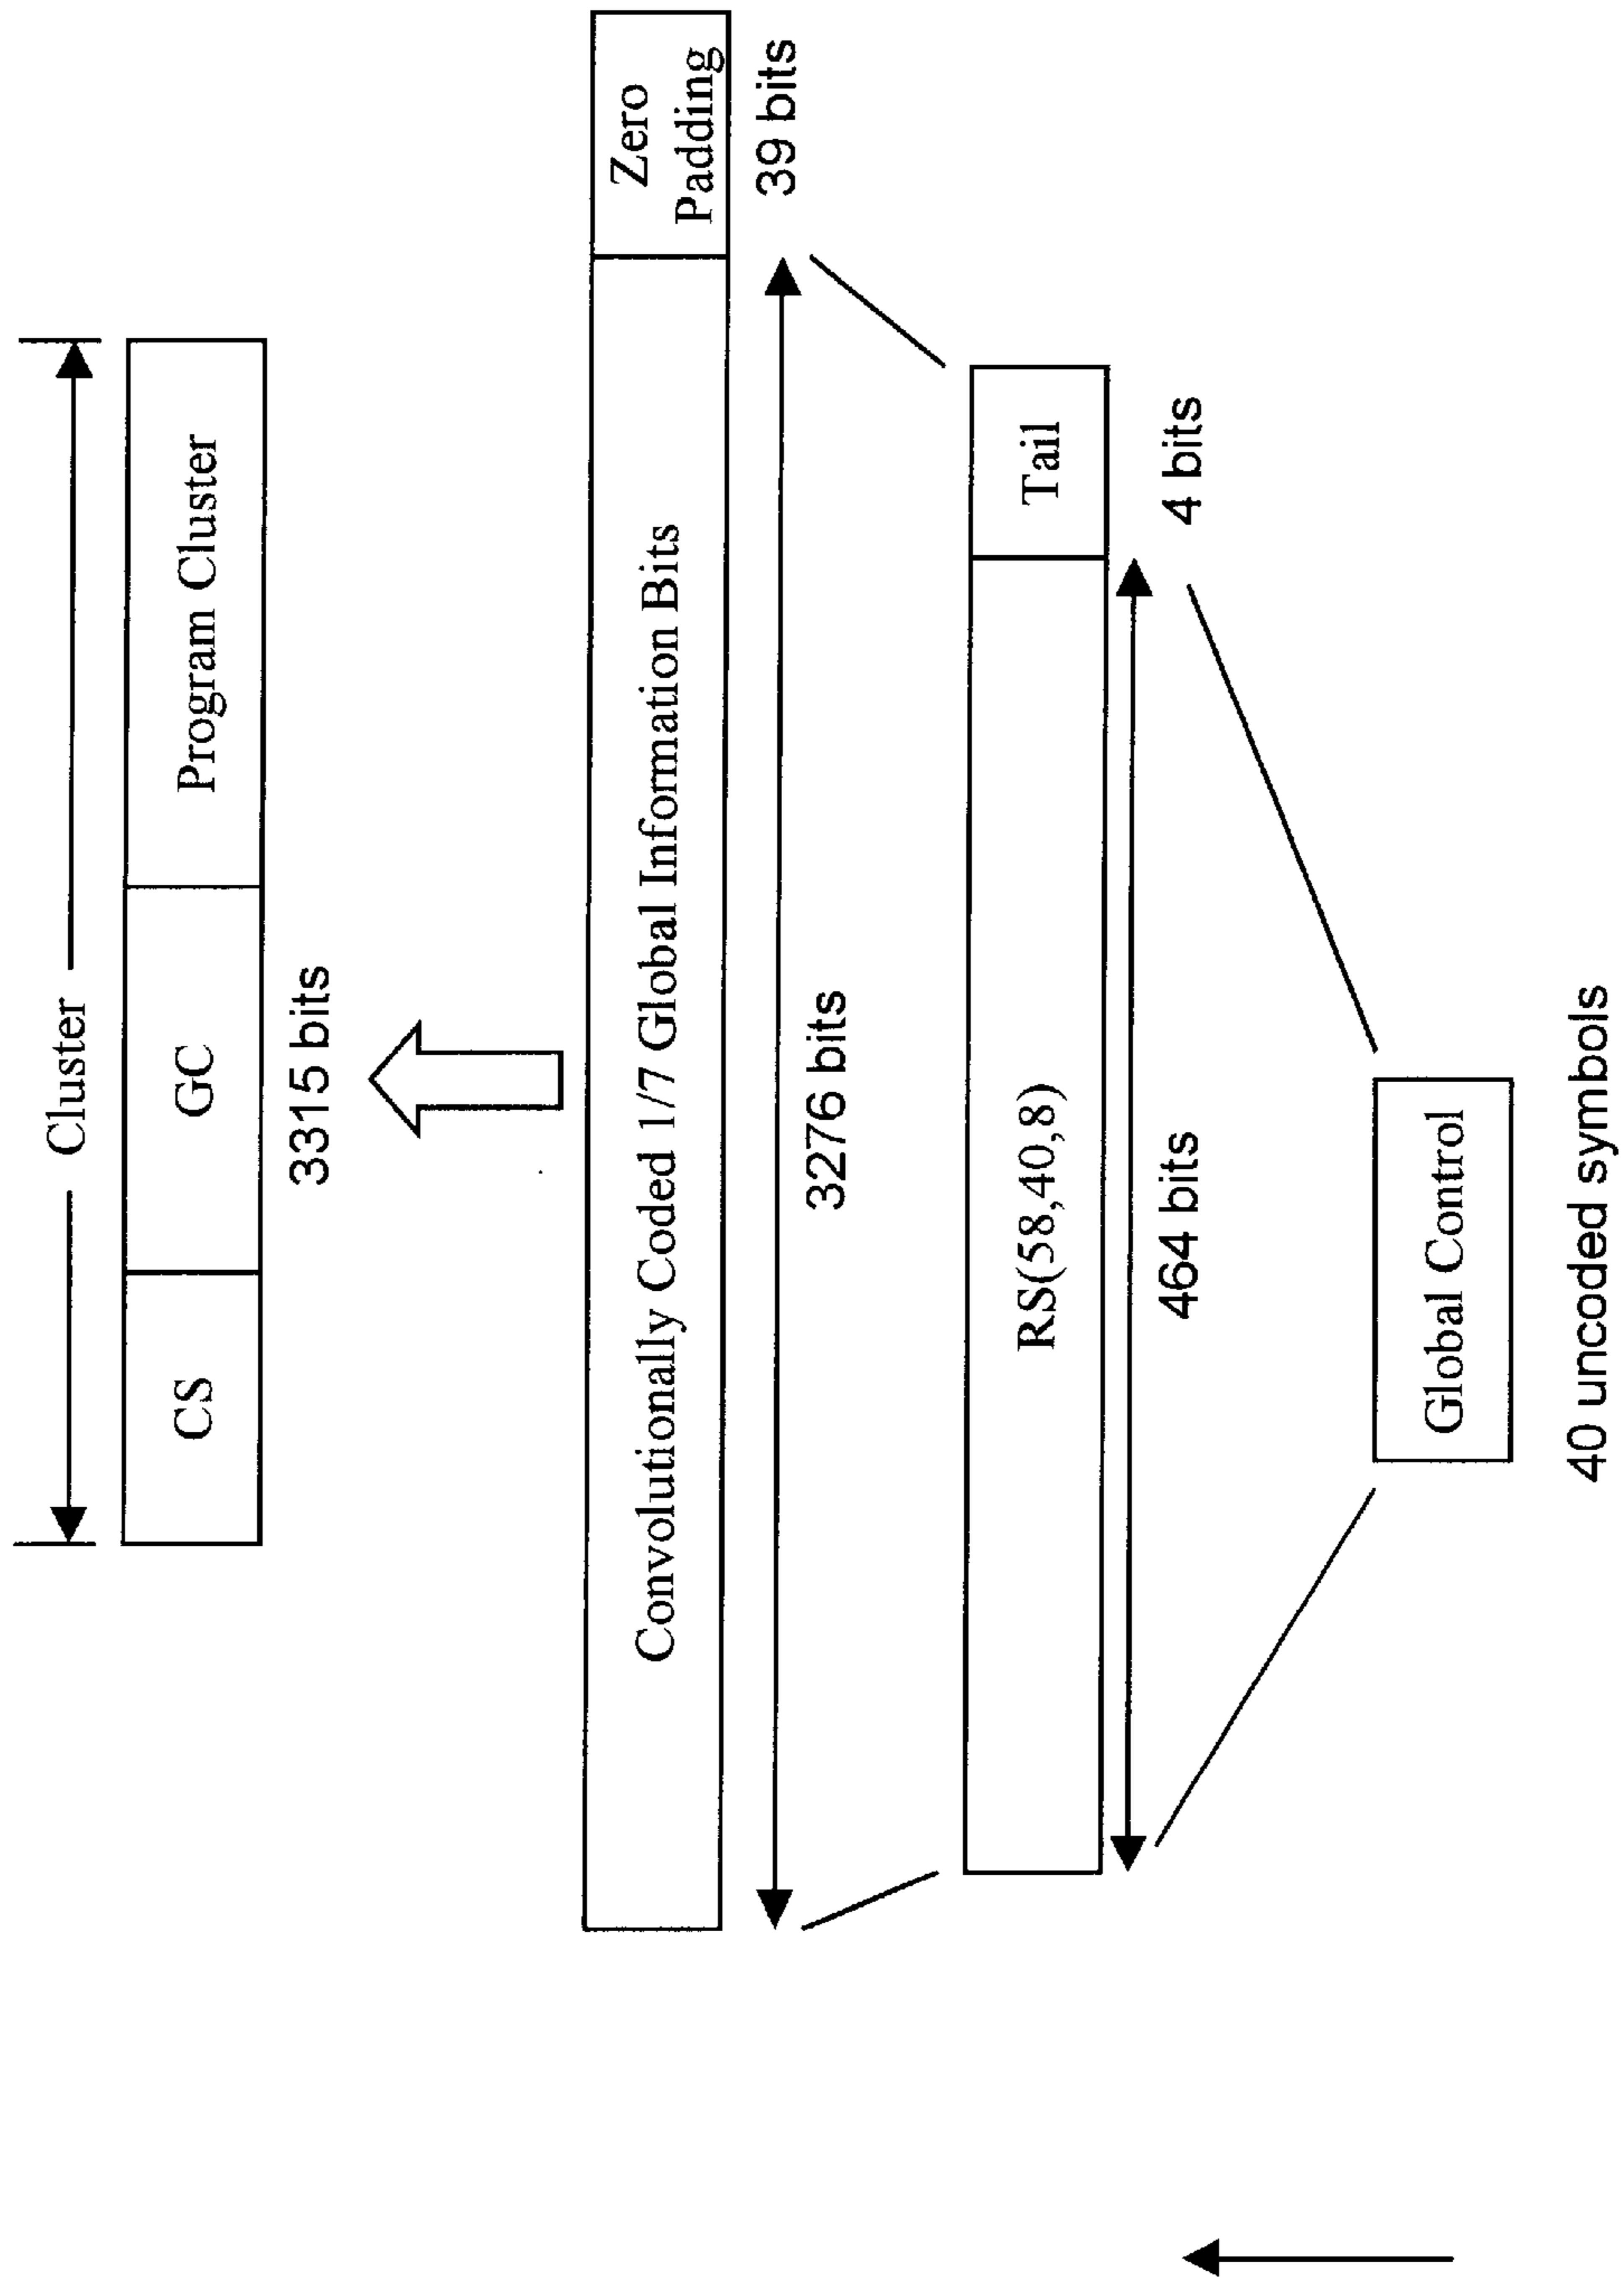 Cluster
CS
GC
Program Cluster
3315 bits
Convolutionally Coded 1/7 Global Information Bits
Zero
Padding
3276 bits
39 bits
RS(58,40,8)
Tail
464 bits
4 bits
Global Control
40 uncoded symbols